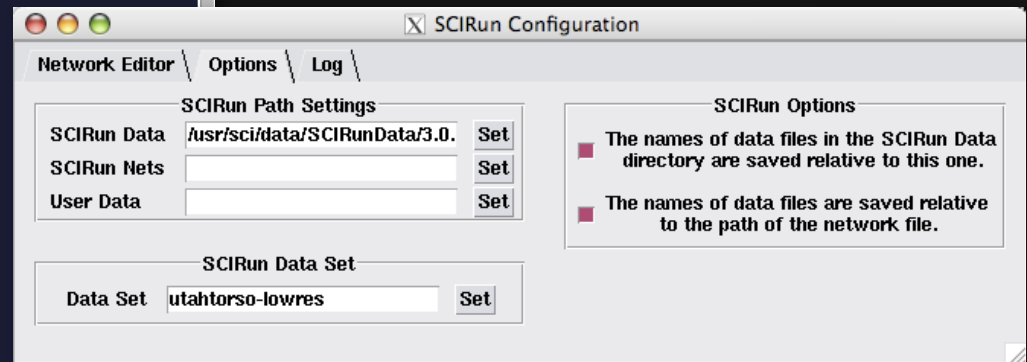 SCIRun Configuration
Network Editor Options Log
SCIRun Path Settings
SCIRun Data /usr/sci/data/SCIRunData/3.0. Set
SCIRun Nets Set
User Data Set
SCIRun Data Set
Data Set utahtorso-lowres Set
SCIRun Options
The names of data files in the SCIRun Data
directory are saved relative to this one.
The names of data files are saved relative
to the path of the network file.